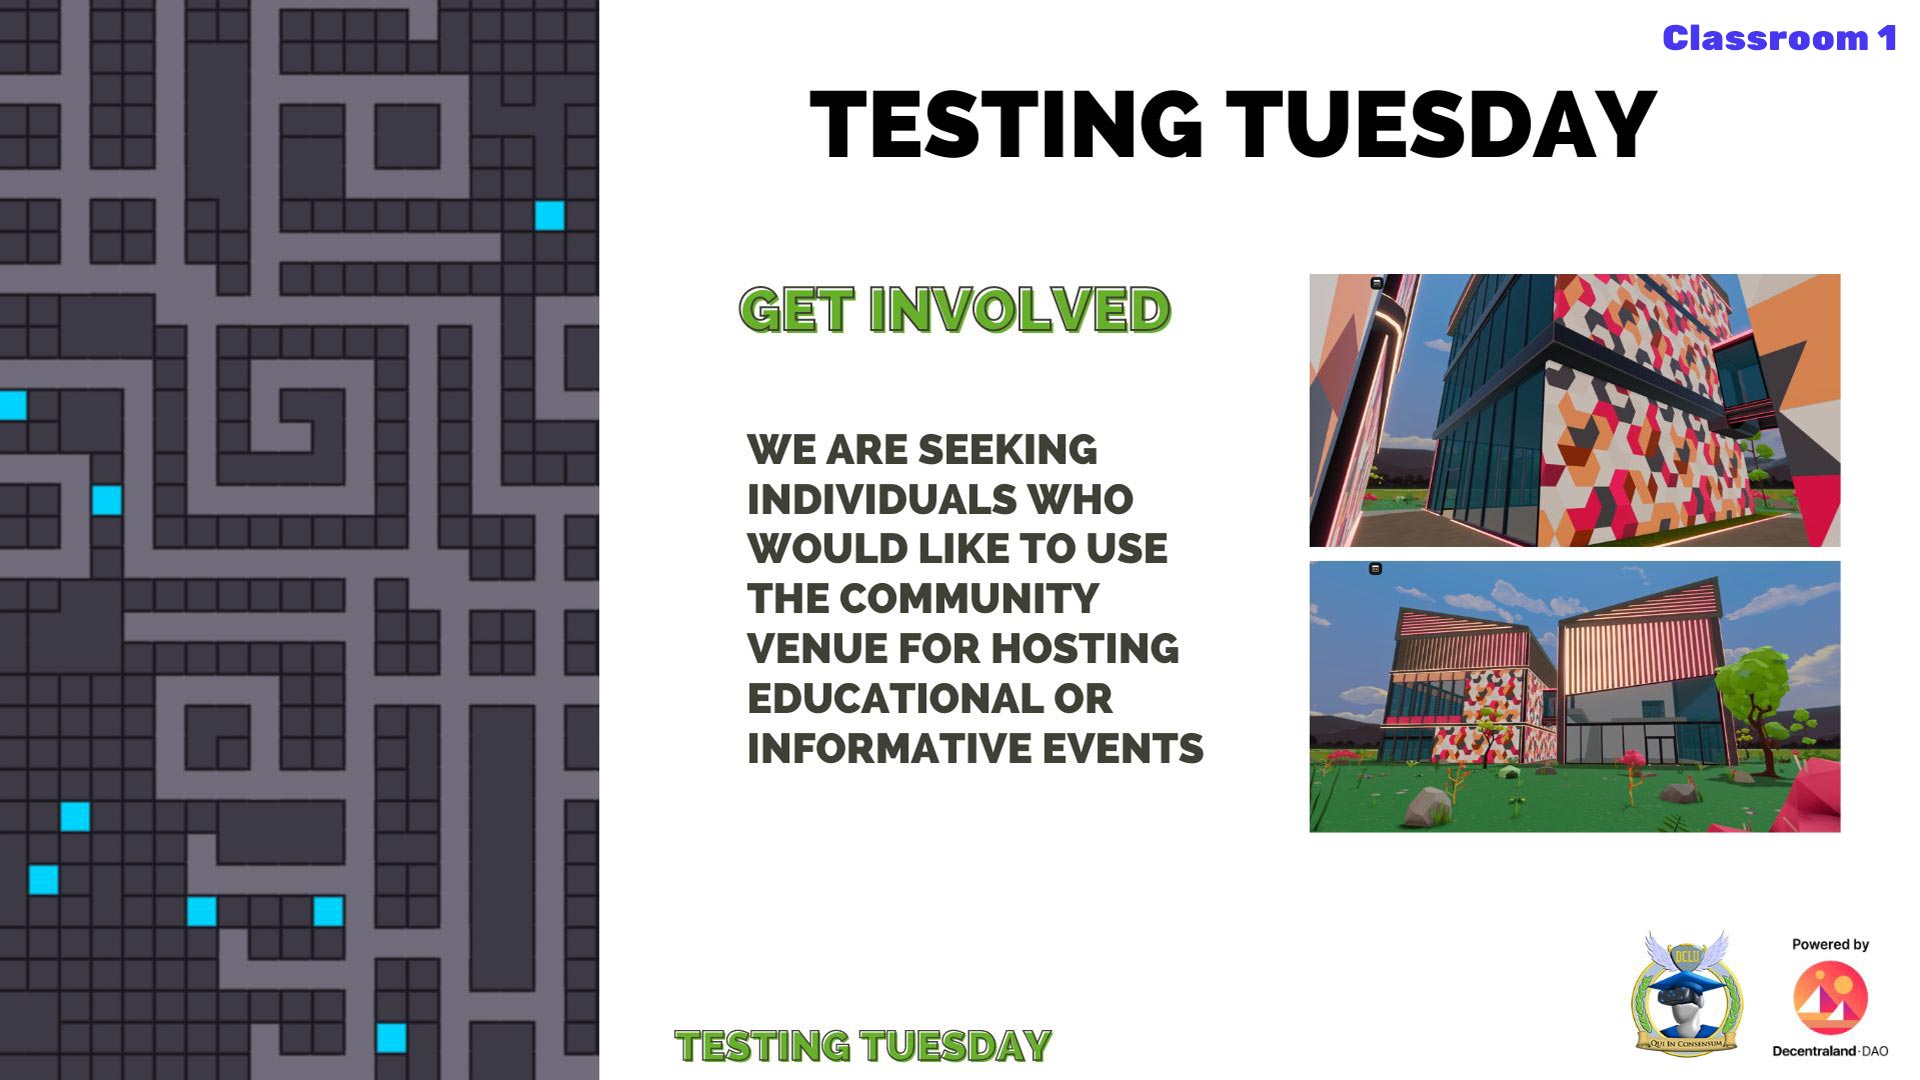 Classroom 1
TESTING TUESDAY
GET INVOLVED
WE ARE SEEKING
INDIVIDUALS WHO
WOULD LIKE TO USE
THE COMMUNITY
VENUE FOR HOSTING
EDUCATIONAL OR
INFORMATIVE EVENTS
DCLU
QUI IN CONSENSUM
Powered by
Decentraland·DAO
TESTING TUESDAY